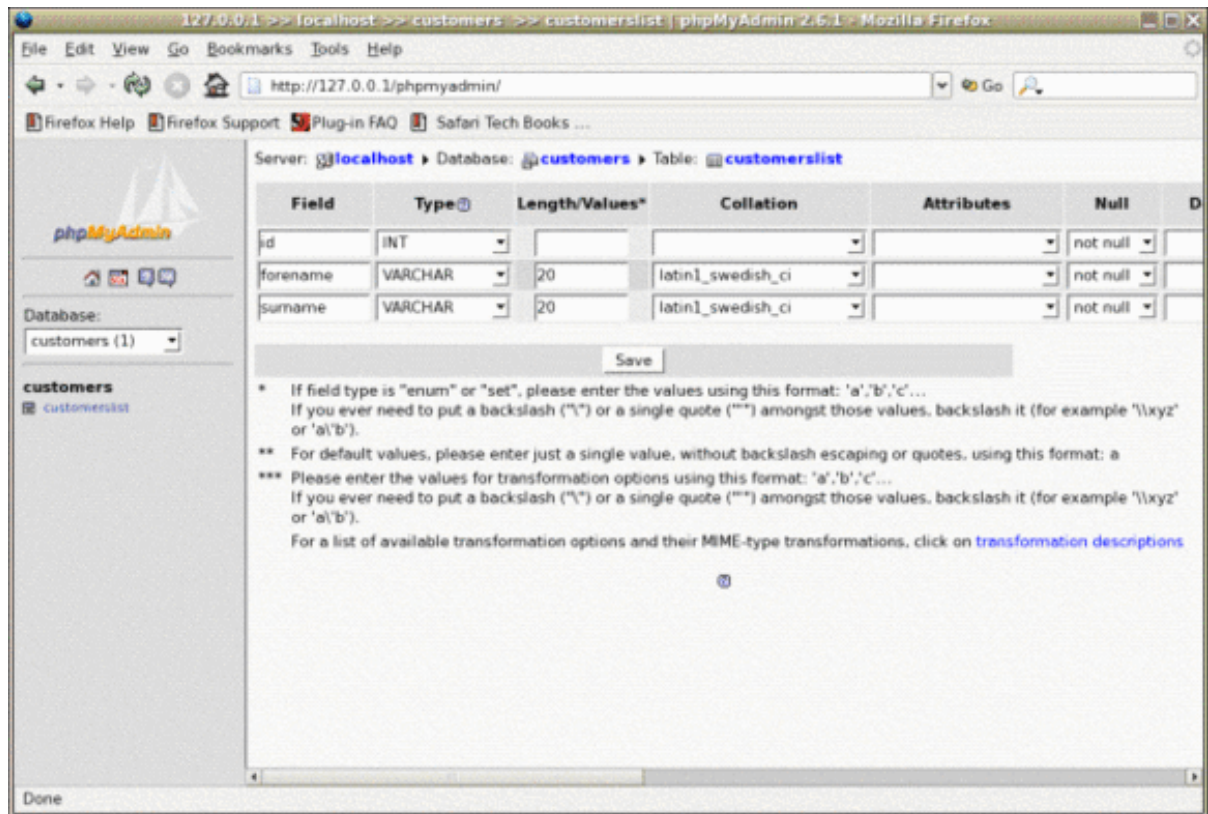 127.0.0.1 >> localhost >> customers >> customerslist | phpMyAdmin 2.6.1 - Mozilla Firefox
File Edit View Go Bookmarks Tools Help
http://127.0.0.1/phpmyadmin/ Go
Firefox Help Firefox Support Plug-in FAQ Safari Tech Books ...
phpMyAdmin
Database:
customers (1)
customers
customerslist
Server: localhost Database: customers Table: customerslist
Field Type Length/Values* Collation Attributes Null D
id INT not null
forename VARCHAR 20 latin1_swedish_ci not null
surname VARCHAR 20 latin1_swedish_ci not null
Save
* If field type is "enum" or "set", please enter the values using this format: 'a','b','c'...
If you ever need to put a backslash ("\") or a single quote ("'") amongst those values, backslash it (for example '\\xyz'
or 'a\'b').
** For default values, please enter just a single value, without backslash escaping or quotes, using this format: a
*** Please enter the values for transformation options using this format: 'a','b','c'...
If you ever need to put a backslash ("\") or a single quote ("'") amongst those values, backslash it (for example '\\xyz'
or 'a\'b').
For a list of available transformation options and their MIME-type transformations, click on transformation descriptions
Done